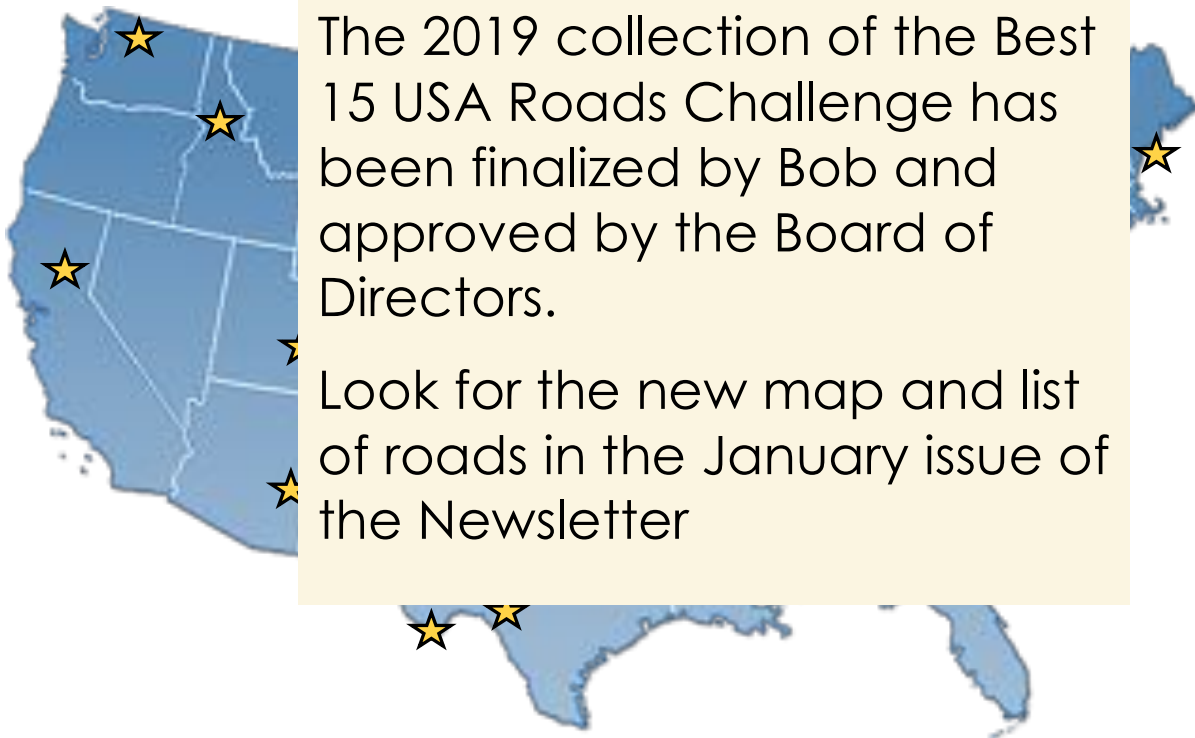 The 2019 collection of the Best
15 USA Roads Challenge has
been finalized by Bob and
approved by the Board of
Directors.
Look for the new map and list
of roads in the January issue of
the Newsletter